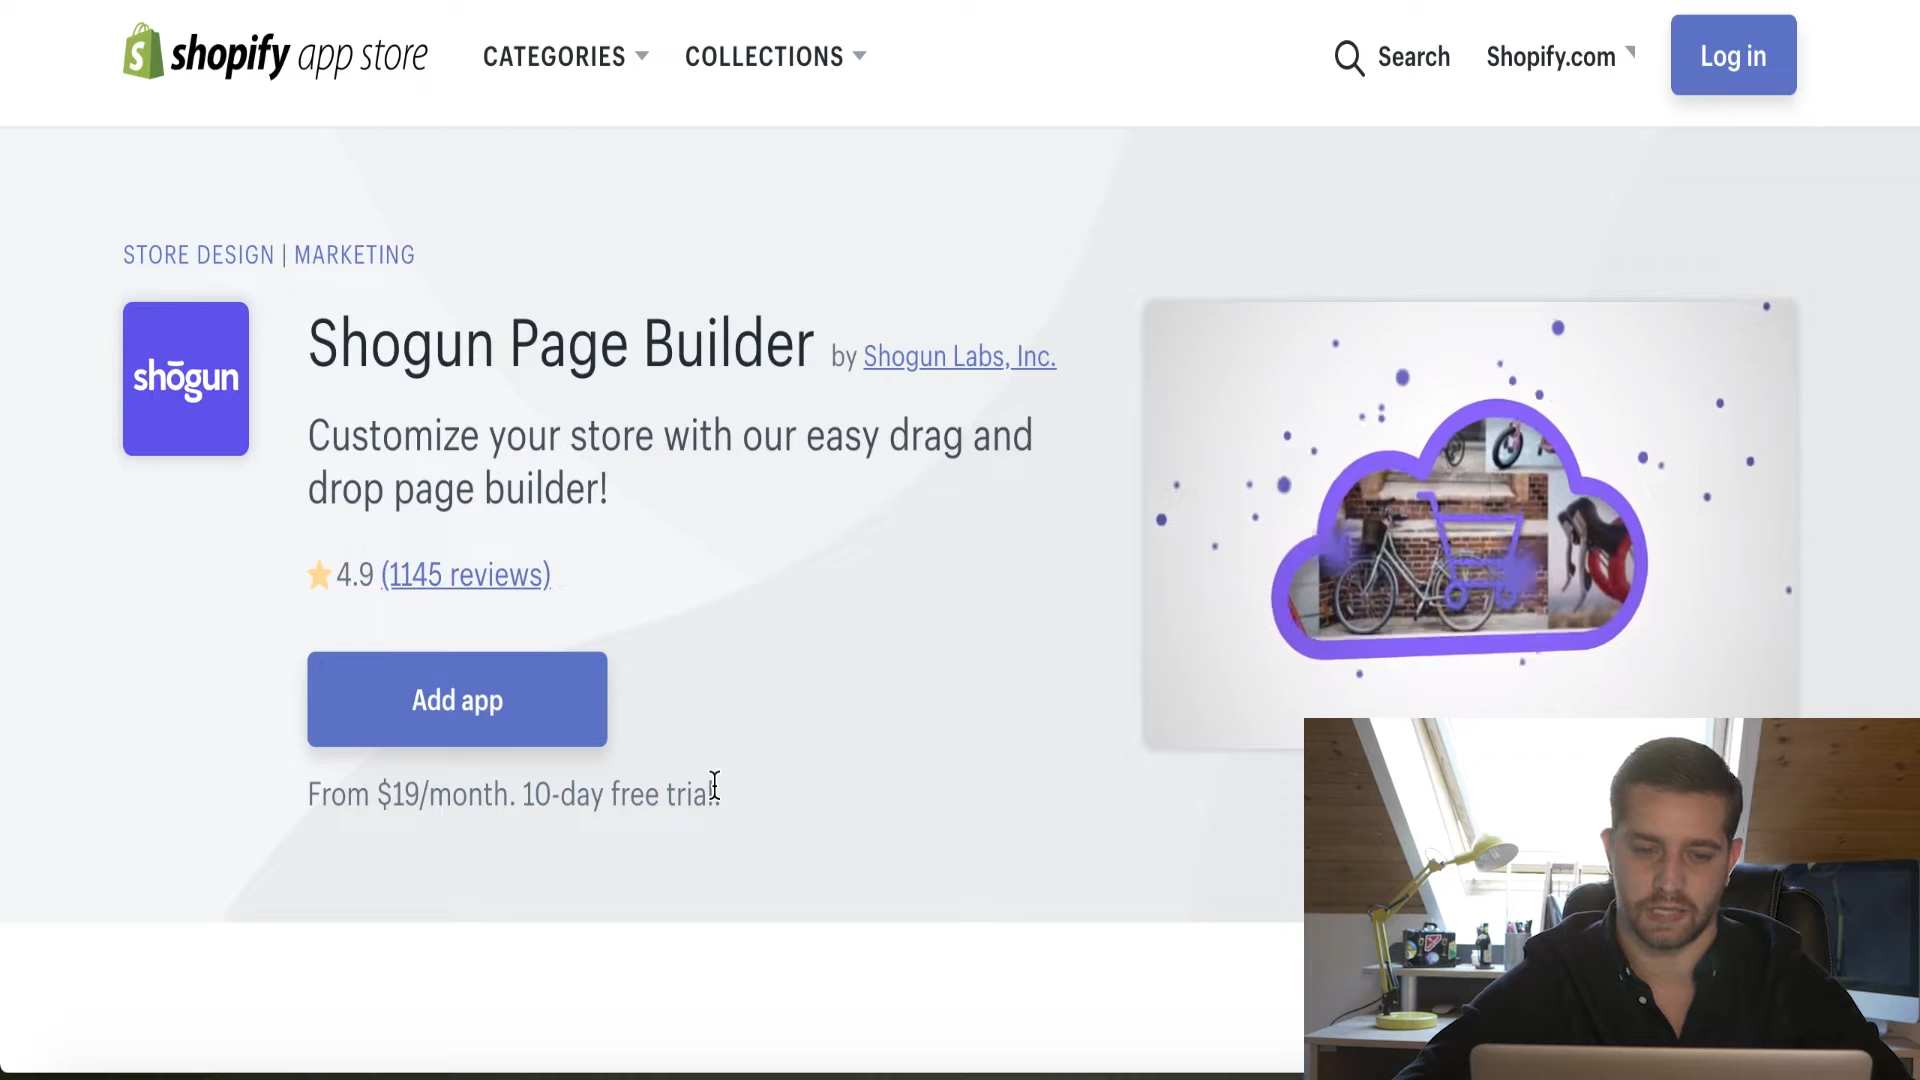 shopify app store CATEGORIES COLLECTIONS Search Shopify.com Log in
STORE DESIGN | MARKETING
shōgun
Shogun Page Builder by Shogun Labs, Inc.
Customize your store with our easy drag and
drop page builder!
4.9 (1145 reviews)
Add app
From $19/month. 10-day free trial.